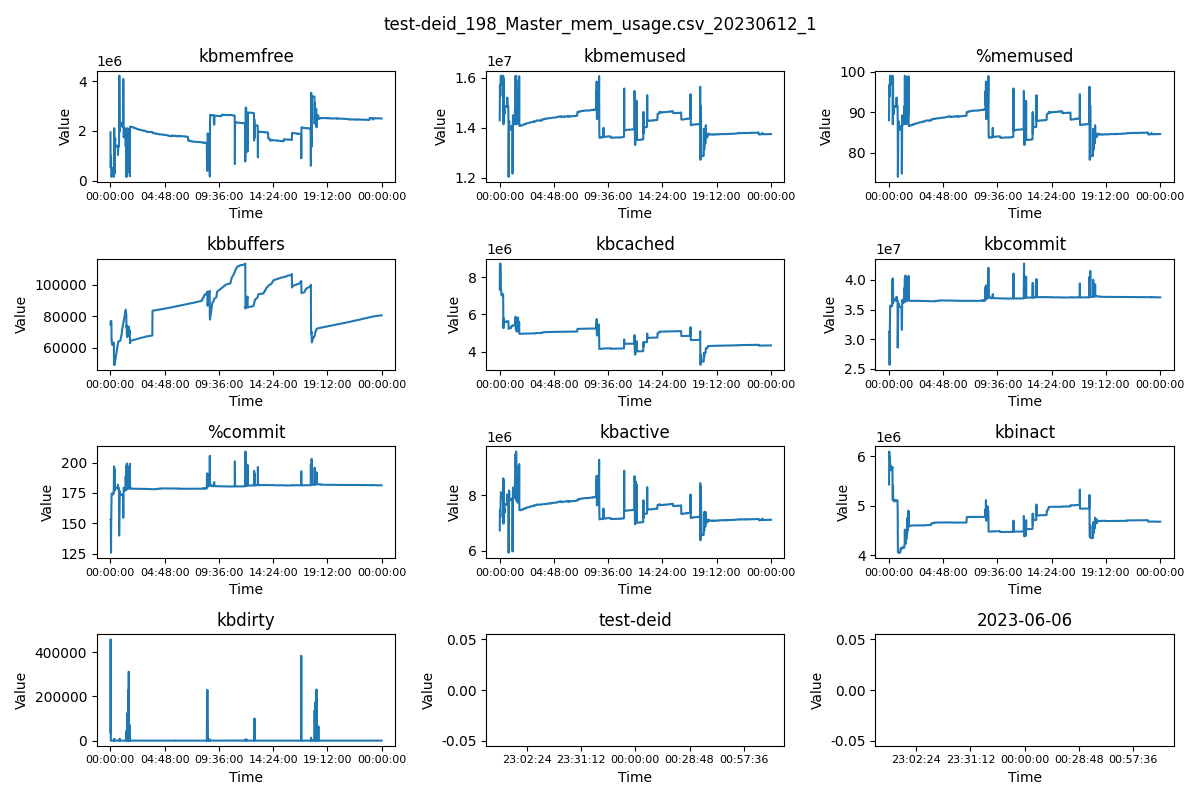 test-deid_198_Master_mem_usage.csv_20230612_1
kbmemfree
1e6
Value
4
2
0
00:00:00 04:48:00 09:36:00 14:24:00 19:12:00 00:00:00
Time
kbmemused
1e7
Value
1.6
1.4
1.2
00:00:00 04:48:00 09:36:00 14:24:00 19:12:00 00:00:00
Time
%memused
Value
100
90
80
00:00:00 04:48:00 09:36:00 14:24:00 19:12:00 00:00:00
Time
kbbuffers
Value
100000
80000
60000
00:00:00 04:48:00 09:36:00 14:24:00 19:12:00 00:00:00
Time
kbcached
1e6
Value
8
6
4
00:00:00 04:48:00 09:36:00 14:24:00 19:12:00 00:00:00
Time
kbcommit
1e7
Value
4.0
3.5
3.0
2.5
00:00:00 04:48:00 09:36:00 14:24:00 19:12:00 00:00:00
Time
%commit
Value
200
175
150
125
00:00:00 04:48:00 09:36:00 14:24:00 19:12:00 00:00:00
Time
kbactive
1e6
Value
8
6
00:00:00 04:48:00 09:36:00 14:24:00 19:12:00 00:00:00
Time
kbinact
1e6
Value
6
5
4
00:00:00 04:48:00 09:36:00 14:24:00 19:12:00 00:00:00
Time
kbdirty
Value
400000
200000
0
00:00:00 04:48:00 09:36:00 14:24:00 19:12:00 00:00:00
Time
test-deid
Value
0.05
0.00
-0.05
23:02:24 23:31:12 00:00:00 00:28:48 00:57:36
Time
2023-06-06
Value
0.05
0.00
-0.05
23:02:24 23:31:12 00:00:00 00:28:48 00:57:36
Time